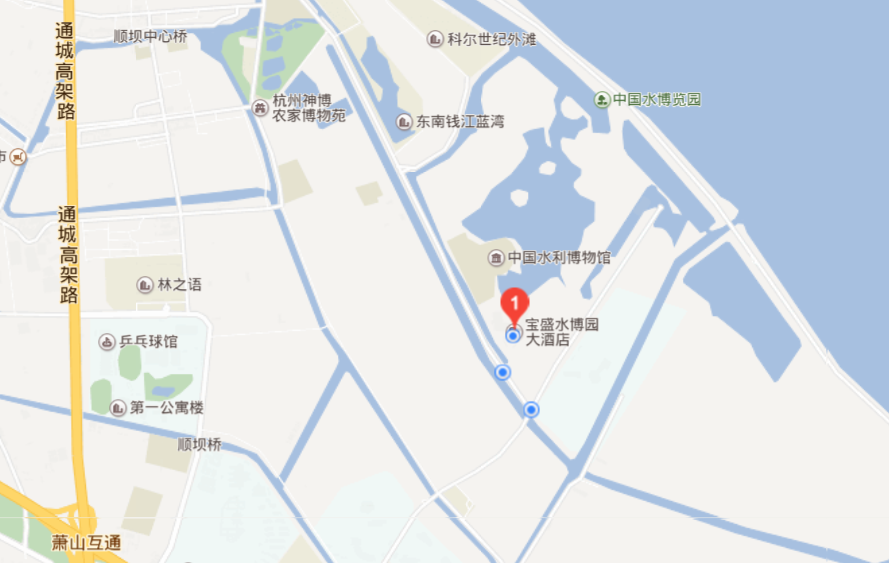 通城高架路
顺坝中心桥
科尔世纪外滩
杭州神博
农家博物苑
中国水博览园
东南钱江蓝湾
市
通城高架路
中国水利博物馆
林之语
1
宝盛水博园
大酒店
乒乓球馆
第一公寓楼
顺坝桥
萧山互通